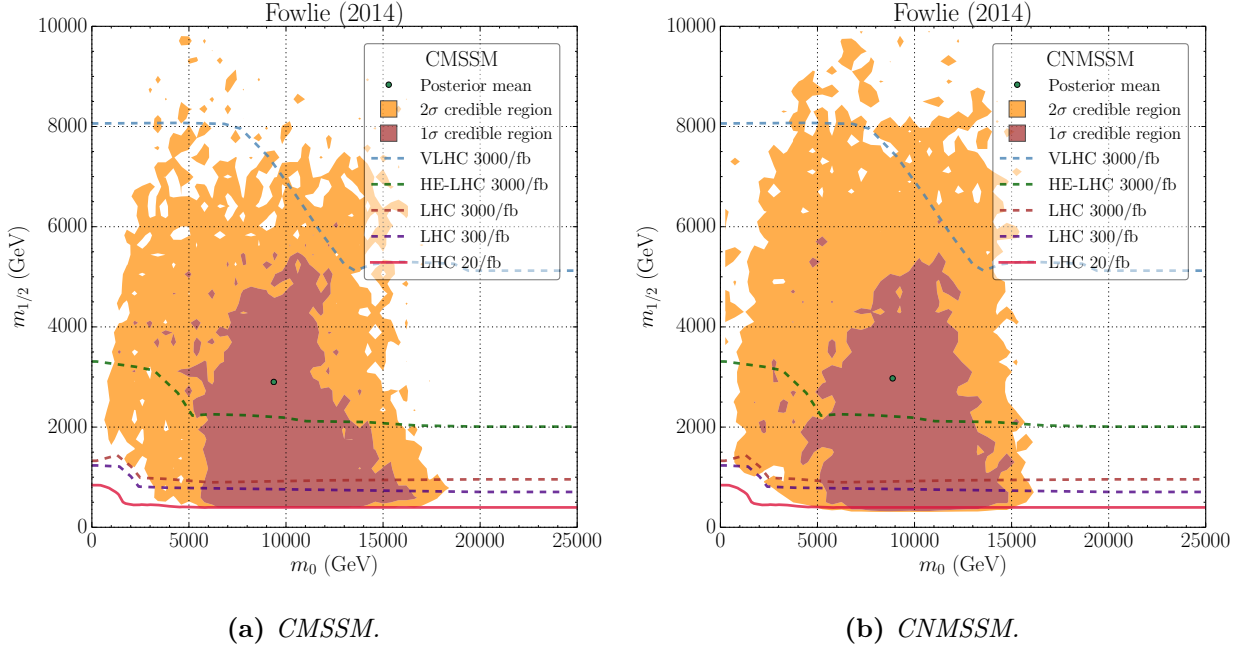 Fowlie (2014)
10000
8000
6000
4000
2000
0
m1/2 (GeV)
CMSSM
Posterior mean
2σ credible region
1σ credible region
VLHC 3000/fb
HE-LHC 3000/fb
LHC 3000/fb
LHC 300/fb
LHC 20/fb
0 5000 10000 15000 20000 25000
m0 (GeV)
(a) CMSSM.
Fowlie (2014)
10000
8000
6000
4000
2000
0
m1/2 (GeV)
CNMSSM
Posterior mean
2σ credible region
1σ credible region
VLHC 3000/fb
HE-LHC 3000/fb
LHC 3000/fb
LHC 300/fb
LHC 20/fb
0 5000 10000 15000 20000 25000
m0 (GeV)
(b) CNMSSM.